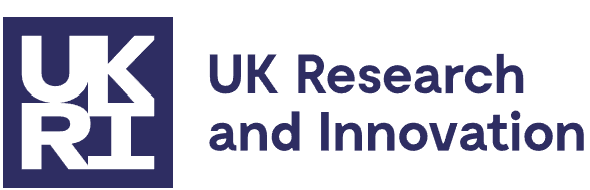 UK
RI
UK Research
and Innovation